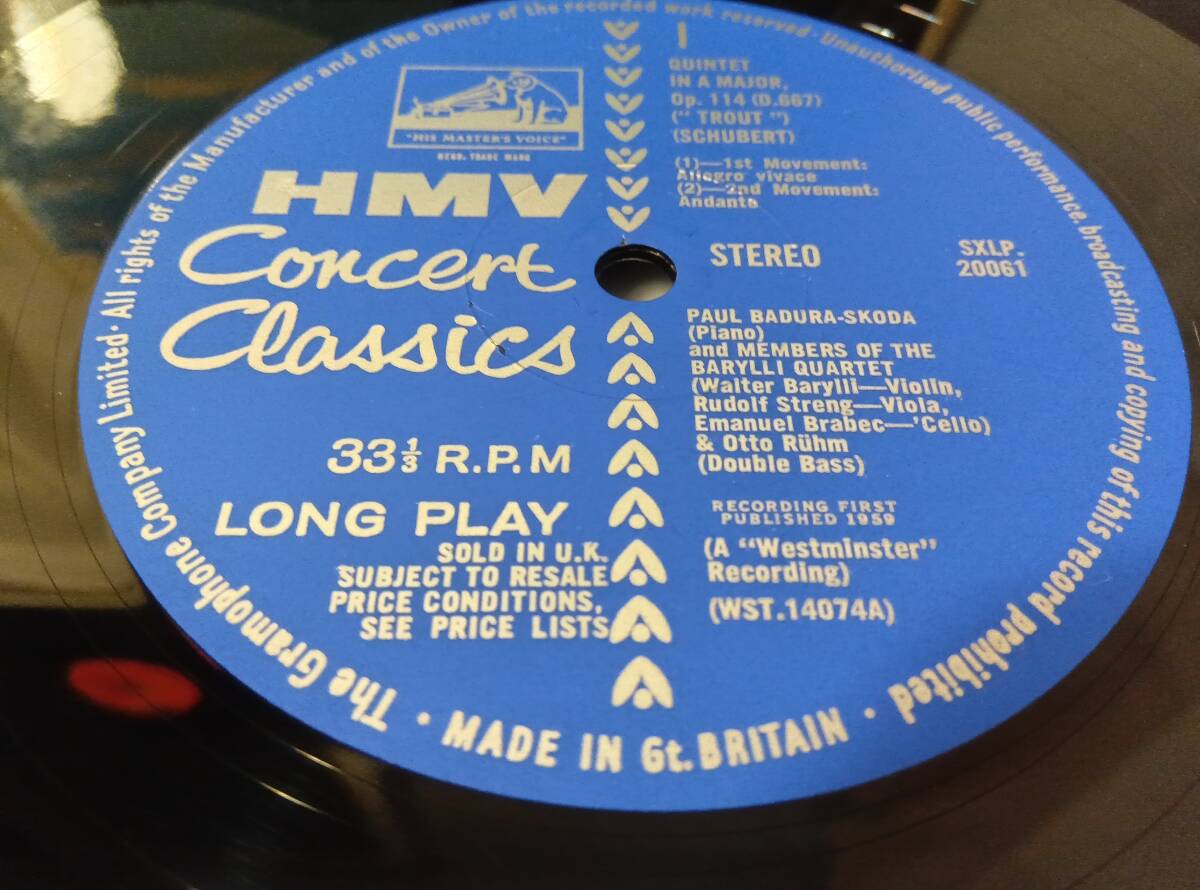 The Gramophone Company Limited · All rights of the Manufacturer and of the Owner of the recorded work reserved · Unauthorised public performance, broadcasting and copying of this record prohibited
· MADE IN Gt. BRITAIN ·
"HIS MASTER'S VOICE"
REGD. TRADE MARK
HMV
Concert
Classics
33⅓ R.P.M
LONG PLAY
SOLD IN U.K.
SUBJECT TO RESALE
PRICE CONDITIONS,
SEE PRICE LISTS
1
QUINTET
IN A MAJOR,
Op. 114 (D.667)
("TROUT")
(SCHUBERT)
(1)—1st Movement:
Allegro vivace
(2)—2nd Movement:
Andante
STEREO
SXLP.
20061
PAUL BADURA-SKODA
(Piano)
and MEMBERS OF THE
BARYLLI QUARTET
(Walter Barylli—Violin,
Rudolf Streng—Viola,
Emanuel Brabec—'Cello)
& Otto Rühm
(Double Bass)
RECORDING FIRST
PUBLISHED 1959
(A "Westminster"
Recording)
(WST.14074A)